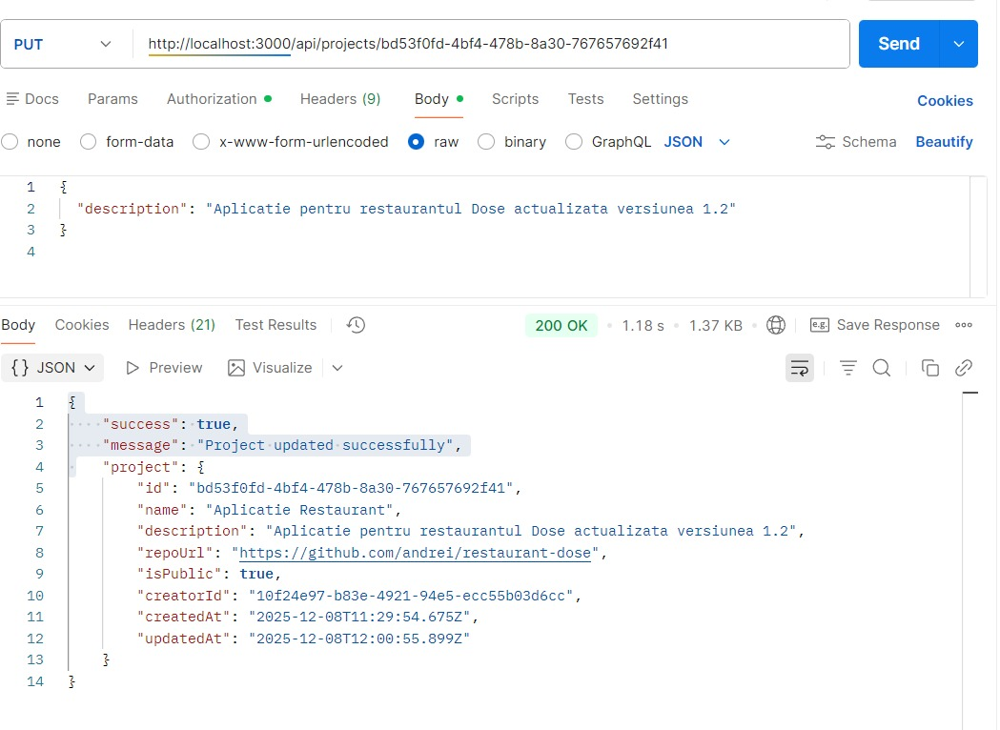 PUT http://localhost:3000/api/projects/bd53f0fd-4bf4-478b-8a30-767657692f41 Send
Docs Params Authorization Headers (9) Body Scripts Tests Settings Cookies
none form-data x-www-form-urlencoded raw binary GraphQL JSON Schema Beautify
1 {
2 "description": "Aplicatie pentru restaurantul Dose actualizata versiunea 1.2"
3 }
4
Body Cookies Headers (21) Test Results 200 OK 1.18 s 1.37 KB e.g. Save Response
{} JSON Preview Visualize
1 {
2 "success": true,
3 "message": "Project updated successfully",
4 "project": {
5 "id": "bd53f0fd-4bf4-478b-8a30-767657692f41",
6 "name": "Aplicatie Restaurant",
7 "description": "Aplicatie pentru restaurantul Dose actualizata versiunea 1.2",
8 "repoUrl": "https://github.com/andrei/restaurant-dose",
9 "isPublic": true,
10 "creatorId": "10f24e97-b83e-4921-94e5-ecc55b03d6cc",
11 "createdAt": "2025-12-08T11:29:54.675Z",
12 "updatedAt": "2025-12-08T12:00:55.899Z"
13 }
14 }